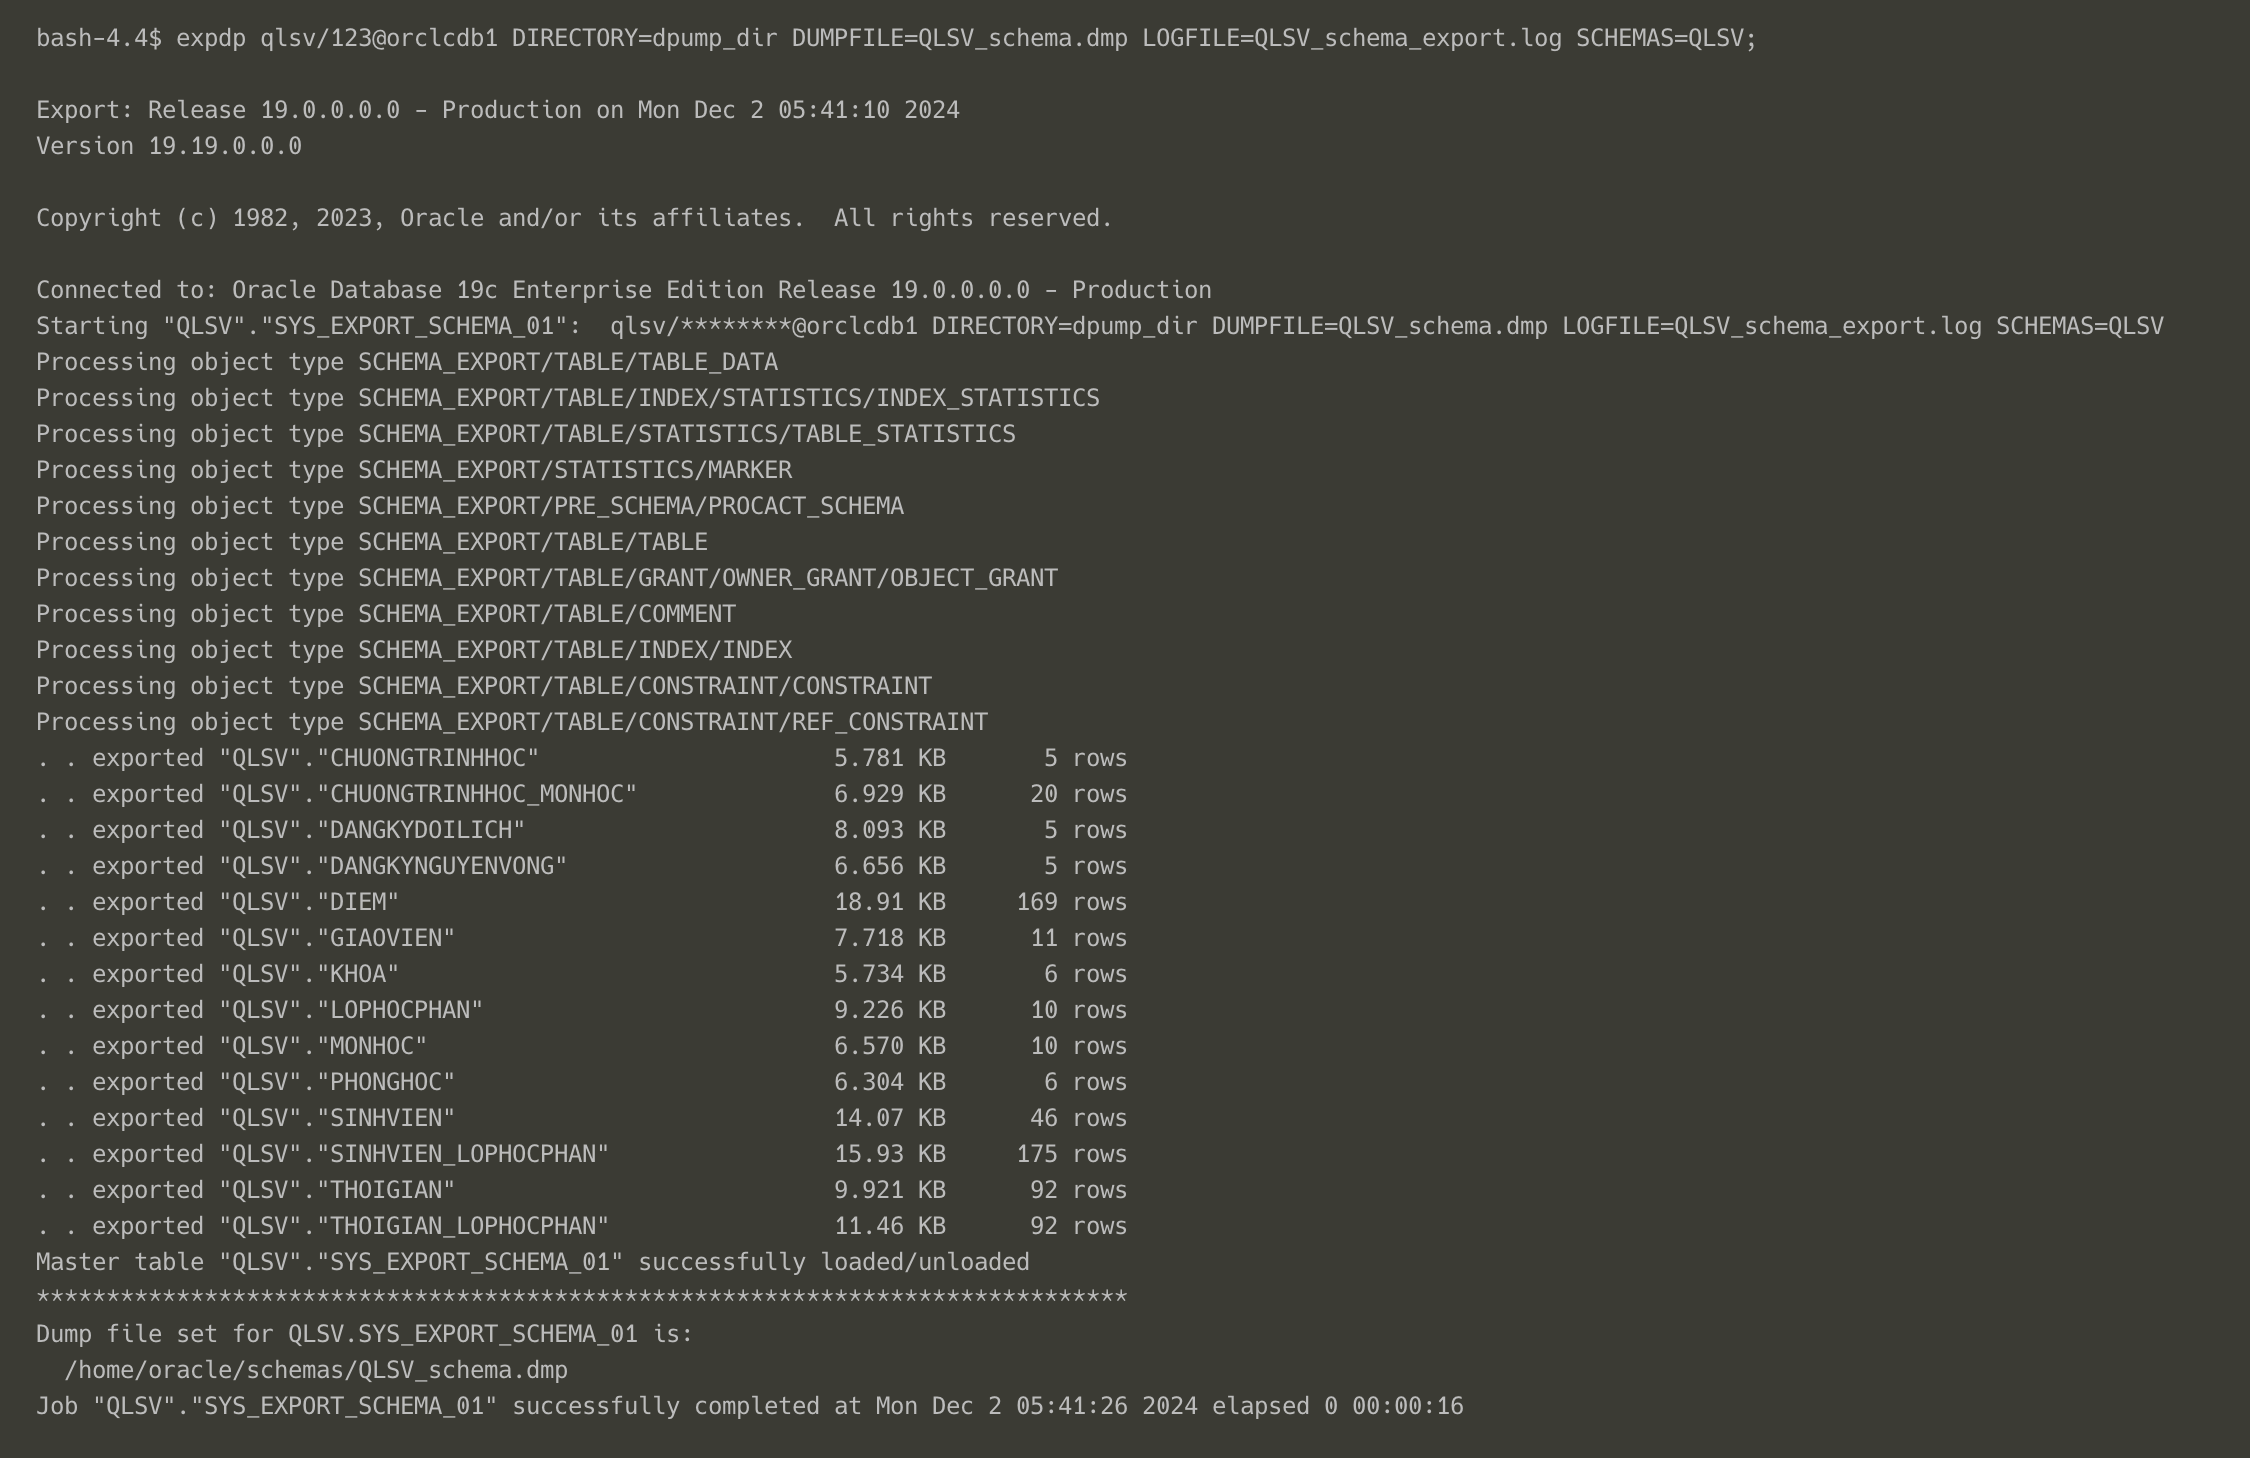 bash-4.4$ expdp qlsv/123@orclcdb1 DIRECTORY=dpump_dir DUMPFILE=QLSV_schema.dmp LOGFILE=QLSV_schema_export.log SCHEMAS=QLSV;

Export: Release 19.0.0.0.0 - Production on Mon Dec 2 05:41:10 2024
Version 19.19.0.0.0

Copyright (c) 1982, 2023, Oracle and/or its affiliates.  All rights reserved.

Connected to: Oracle Database 19c Enterprise Edition Release 19.0.0.0.0 - Production
Starting "QLSV"."SYS_EXPORT_SCHEMA_01":  qlsv/********@orclcdb1 DIRECTORY=dpump_dir DUMPFILE=QLSV_schema.dmp LOGFILE=QLSV_schema_export.log SCHEMAS=QLSV
Processing object type SCHEMA_EXPORT/TABLE/TABLE_DATA
Processing object type SCHEMA_EXPORT/TABLE/INDEX/STATISTICS/INDEX_STATISTICS
Processing object type SCHEMA_EXPORT/TABLE/STATISTICS/TABLE_STATISTICS
Processing object type SCHEMA_EXPORT/STATISTICS/MARKER
Processing object type SCHEMA_EXPORT/PRE_SCHEMA/PROCACT_SCHEMA
Processing object type SCHEMA_EXPORT/TABLE/TABLE
Processing object type SCHEMA_EXPORT/TABLE/GRANT/OWNER_GRANT/OBJECT_GRANT
Processing object type SCHEMA_EXPORT/TABLE/COMMENT
Processing object type SCHEMA_EXPORT/TABLE/INDEX/INDEX
Processing object type SCHEMA_EXPORT/TABLE/CONSTRAINT/CONSTRAINT
Processing object type SCHEMA_EXPORT/TABLE/CONSTRAINT/REF_CONSTRAINT
. . exported "QLSV"."CHUONGTRINHHOC"                     5.781 KB       5 rows
. . exported "QLSV"."CHUONGTRINHHOC_MONHOC"              6.929 KB      20 rows
. . exported "QLSV"."DANGKYDOILICH"                      8.093 KB       5 rows
. . exported "QLSV"."DANGKYNGUYENVONG"                   6.656 KB       5 rows
. . exported "QLSV"."DIEM"                               18.91 KB     169 rows
. . exported "QLSV"."GIAOVIEN"                           7.718 KB      11 rows
. . exported "QLSV"."KHOA"                               5.734 KB       6 rows
. . exported "QLSV"."LOPHOCPHAN"                         9.226 KB      10 rows
. . exported "QLSV"."MONHOC"                             6.570 KB      10 rows
. . exported "QLSV"."PHONGHOC"                           6.304 KB       6 rows
. . exported "QLSV"."SINHVIEN"                           14.07 KB      46 rows
. . exported "QLSV"."SINHVIEN_LOPHOCPHAN"                15.93 KB     175 rows
. . exported "QLSV"."THOIGIAN"                           9.921 KB      92 rows
. . exported "QLSV"."THOIGIAN_LOPHOCPHAN"                11.46 KB      92 rows
Master table "QLSV"."SYS_EXPORT_SCHEMA_01" successfully loaded/unloaded
******************************************************************************
Dump file set for QLSV.SYS_EXPORT_SCHEMA_01 is:
  /home/oracle/schemas/QLSV_schema.dmp
Job "QLSV"."SYS_EXPORT_SCHEMA_01" successfully completed at Mon Dec 2 05:41:26 2024 elapsed 0 00:00:16